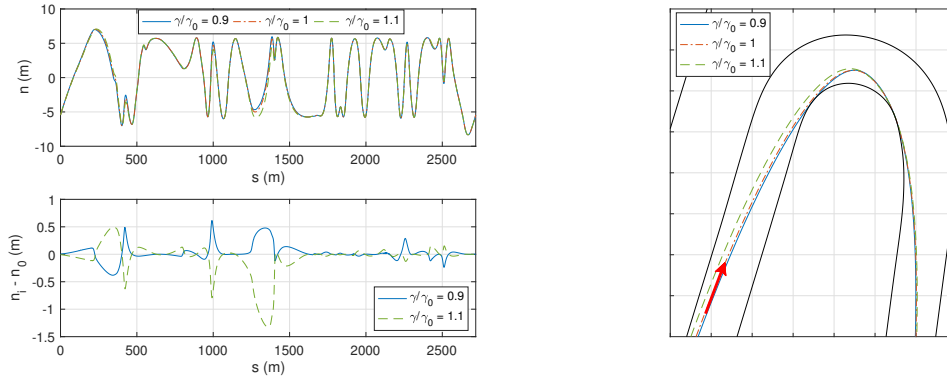 γ/γ0 = 0.9 γ/γ0 = 1 γ/γ0 = 1.1
10
5
0
-5
-10
n (m)
0 500 1000 1500 2000 2500
s (m)
1
0.5
0
-0.5
-1
-1.5
n_i - n_0 (m)
γ/γ0 = 0.9
γ/γ0 = 1.1
0 500 1000 1500 2000 2500
s (m)
γ/γ0 = 0.9
γ/γ0 = 1
γ/γ0 = 1.1